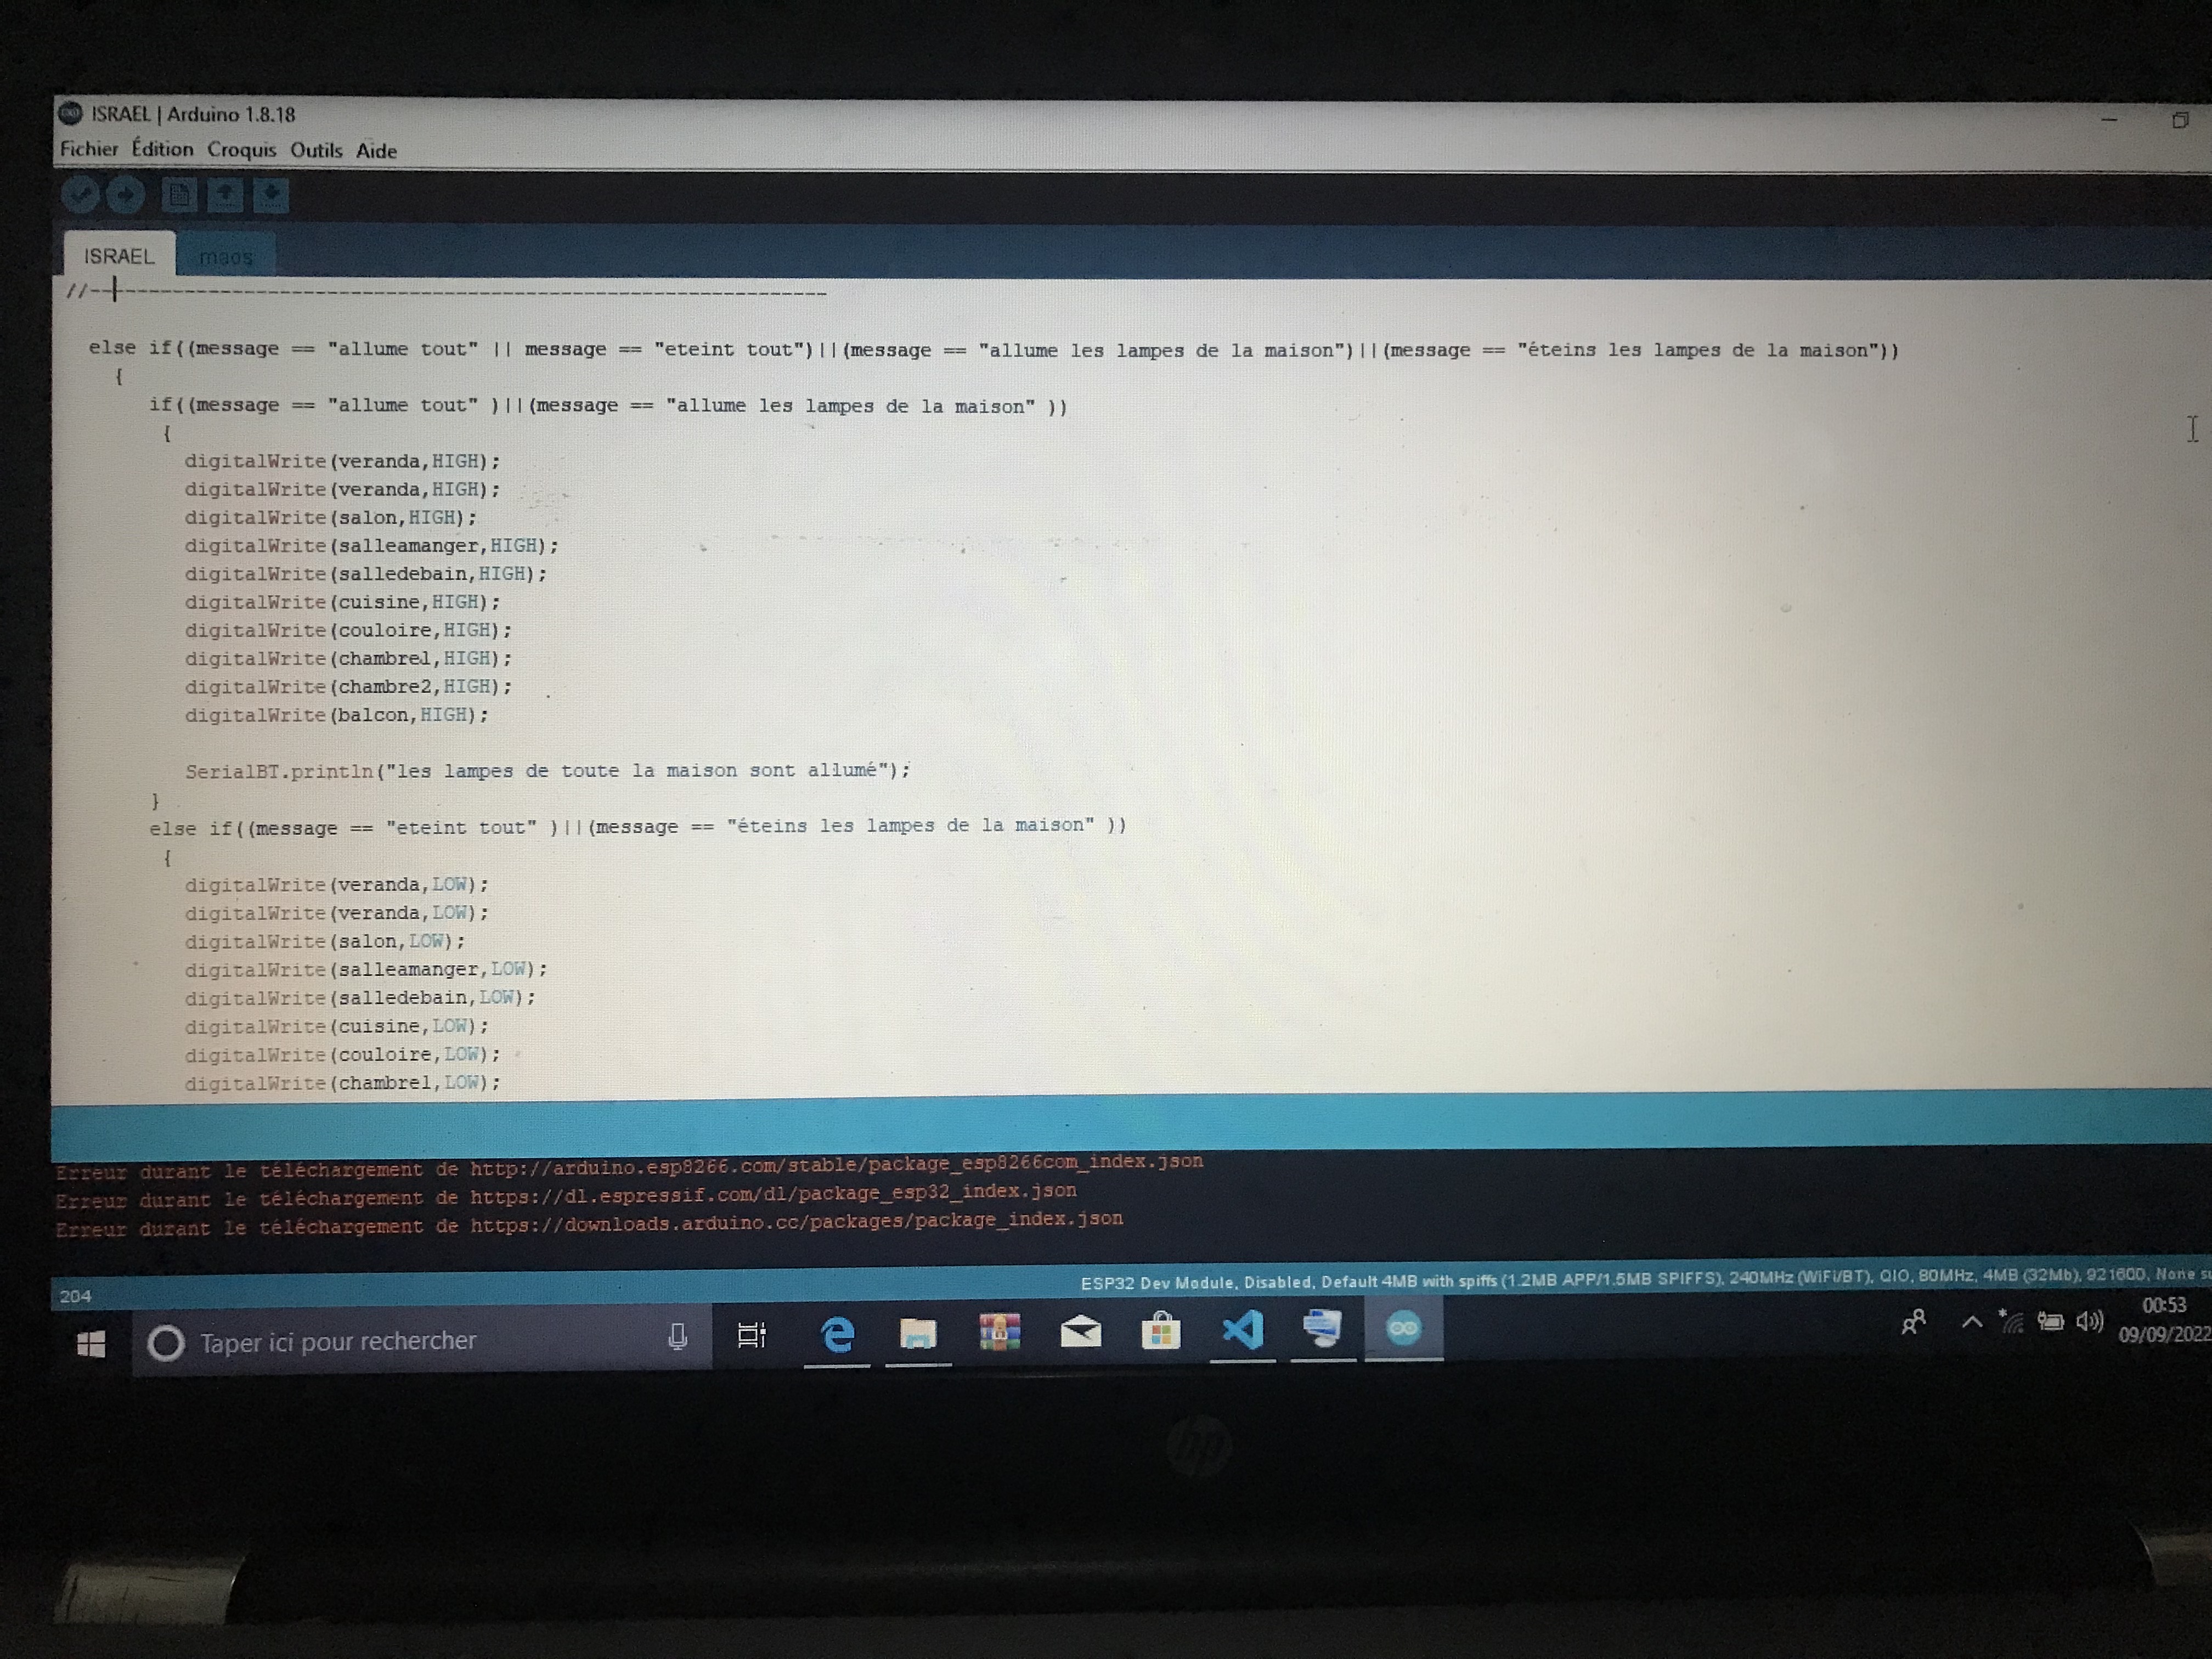 ISRAEL | Arduino 1.8.18
Fichier Édition Croquis Outils Aide
ISRAEL maos
//-----------------------------------------------------------------
else if((message == "allume tout" || message == "eteint tout")||(message == "allume les lampes de la maison")||(message == "éteins les lampes de la maison"))
{
if((message == "allume tout" )||(message == "allume les lampes de la maison" ))
{
digitalWrite(veranda,HIGH);
digitalWrite(veranda,HIGH);
digitalWrite(salon,HIGH);
digitalWrite(salleamanger,HIGH);
digitalWrite(salledebain,HIGH);
digitalWrite(cuisine,HIGH);
digitalWrite(couloire,HIGH);
digitalWrite(chambre1,HIGH);
digitalWrite(chambre2,HIGH);
digitalWrite(balcon,HIGH);
SerialBT.println("les lampes de toute la maison sont allumé");
}
else if((message == "eteint tout" )||(message == "éteins les lampes de la maison" ))
{
digitalWrite(veranda,LOW);
digitalWrite(veranda,LOW);
digitalWrite(salon,LOW);
digitalWrite(salleamanger,LOW);
digitalWrite(salledebain,LOW);
digitalWrite(cuisine,LOW);
digitalWrite(couloire,LOW);
digitalWrite(chambre1,LOW);
Erreur durant le téléchargement de http://arduino.esp8266.com/stable/package_esp8266com_index.json
Erreur durant le téléchargement de https://dl.espressif.com/dl/package_esp32_index.json
Erreur durant le téléchargement de https://downloads.arduino.cc/packages/package_index.json
204 ESP32 Dev Module, Disabled, Default 4MB with spiffs (1.2MB APP/1.5MB SPIFFS), 240MHz (WiFi/BT), QIO, 80MHz, 4MB (32Mb), 921600, None
Taper ici pour rechercher
00:53
09/09/2022
hp